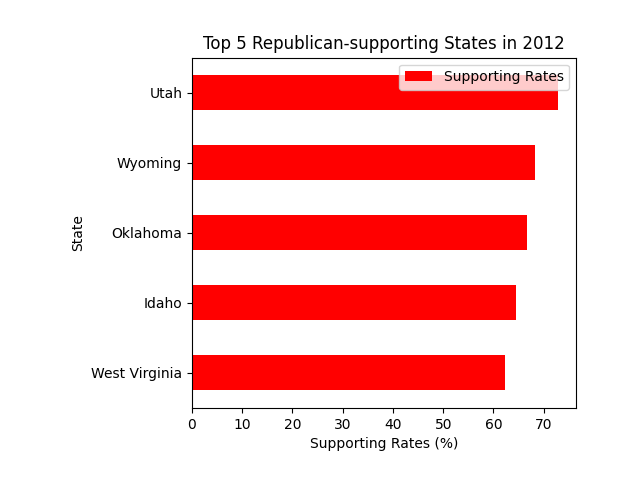 Top 5 Republican-supporting States in 2012
Supporting Rates
Utah
Wyoming
Oklahoma
Idaho
West Virginia
State
0 10 20 30 40 50 60 70
Supporting Rates (%)